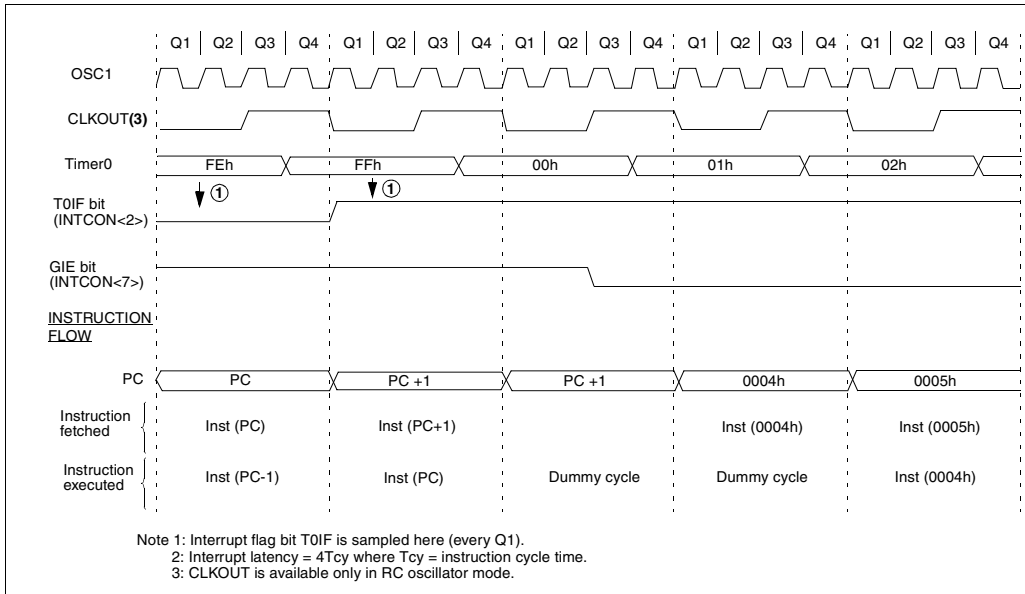 Q1 Q2 Q3 Q4 Q1 Q2 Q3 Q4 Q1 Q2 Q3 Q4 Q1 Q2 Q3 Q4 Q1 Q2 Q3 Q4
OSC1
CLKOUT(3)
Timer0 FEh FFh 00h 01h 02h
① ①
T0IF bit
(INTCON<2>)
GIE bit
(INTCON<7>)
INSTRUCTION
FLOW
PC PC PC +1 PC +1 0004h 0005h
Instruction
fetched
Inst (PC) Inst (PC+1) Inst (0004h) Inst (0005h)
Instruction
executed
Inst (PC-1) Inst (PC) Dummy cycle Dummy cycle Inst (0004h)
Note 1: Interrupt flag bit T0IF is sampled here (every Q1).
2: Interrupt latency = 4Tcy where Tcy = instruction cycle time.
3: CLKOUT is available only in RC oscillator mode.